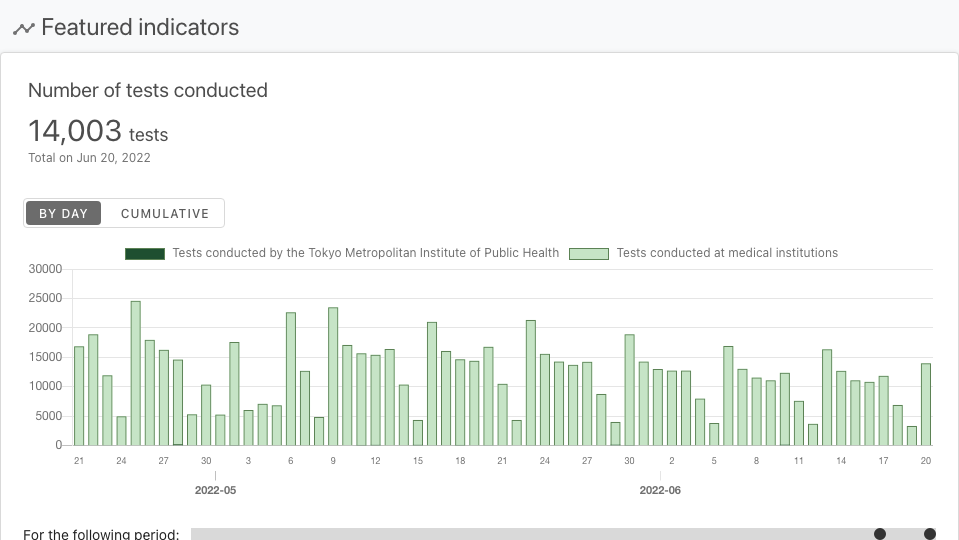 Featured indicators
Number of tests conducted
14,003 tests
Total on Jun 20, 2022
BY DAY CUMULATIVE
Tests conducted by the Tokyo Metropolitan Institute of Public Health Tests conducted at medical institutions
30000
25000
20000
15000
10000
5000
0
21 24 27 30 3 6 9 12 15 18 21 24 27 30 2 5 8 11 14 17 20
2022-05 2022-06
For the following period: